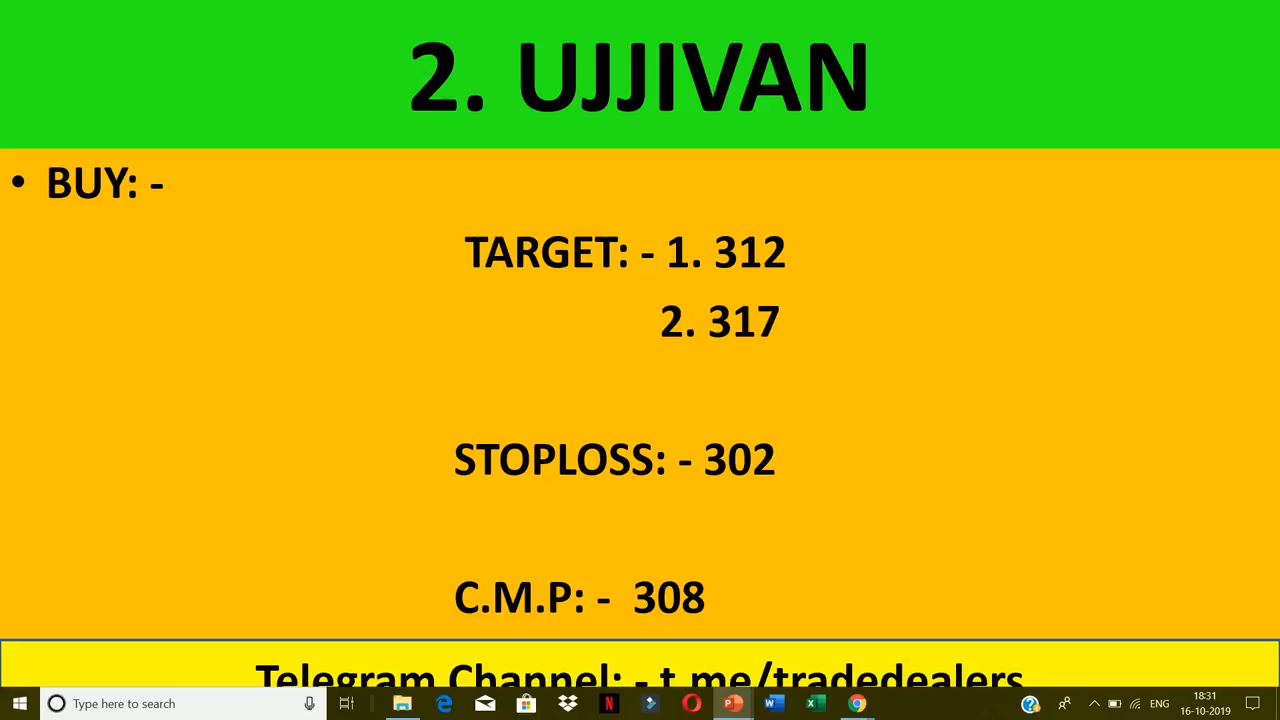 2. UJJIVAN
• BUY: -
TARGET: - 1. 312
2. 317
STOPLOSS: - 302
C.M.P: - 308
Telegram Channel: - t.me/tradedealers
Type here to search
ENG
18:31
16-10-2019